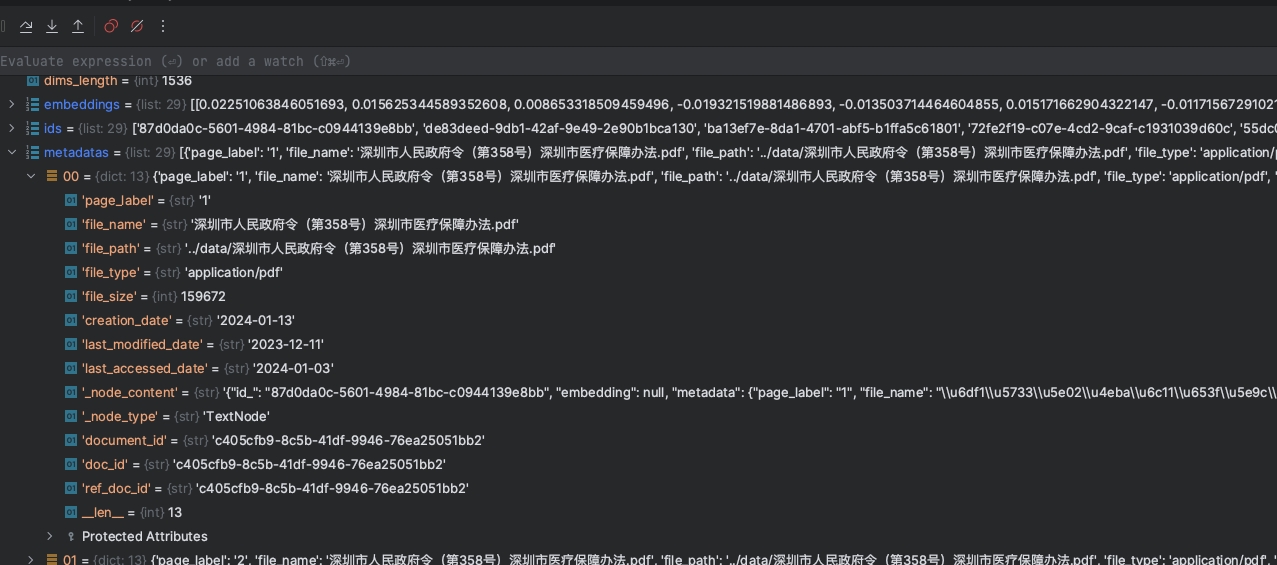 Evaluate expression (⏎) or add a watch (⇧⌘⏎)
dims_length = {int} 1536
embeddings = {list: 29} [[0.02251063846051693, 0.015625344589352608, 0.008653318509459496, -0.019321519881486893, -0.013503714464604855, 0.015171662904322147, -0.0117156729102
ids = {list: 29} ['87d0da0c-5601-4984-81bc-c0944139e8bb', 'de83deed-9db1-42af-9e49-2e90b1bca130', 'ba13ef7e-8da1-4701-abf5-b1ffa5c61801', '72fe2f19-c07e-4cd2-9caf-c1931039d60c', '55dc
metadatas = {list: 29} [{'page_label': '1', 'file_name': '深圳市人民政府令（第358号）深圳市医疗保障办法.pdf', 'file_path': '../data/深圳市人民政府令（第358号）深圳市医疗保障办法.pdf', 'file_type': 'application/p
00 = {dict: 13} {'page_label': '1', 'file_name': '深圳市人民政府令（第358号）深圳市医疗保障办法.pdf', 'file_path': '../data/深圳市人民政府令（第358号）深圳市医疗保障办法.pdf', 'file_type': 'application/pdf', '
'page_label' = {str} '1'
'file_name' = {str} '深圳市人民政府令（第358号）深圳市医疗保障办法.pdf'
'file_path' = {str} '../data/深圳市人民政府令（第358号）深圳市医疗保障办法.pdf'
'file_type' = {str} 'application/pdf'
'file_size' = {int} 159672
'creation_date' = {str} '2024-01-13'
'last_modified_date' = {str} '2023-12-11'
'last_accessed_date' = {str} '2024-01-03'
'_node_content' = {str} '{"id_": "87d0da0c-5601-4984-81bc-c0944139e8bb", "embedding": null, "metadata": {"page_label": "1", "file_name": "\\u6df1\\u5733\\u5e02\\u4eba\\u6c11\\u653f\\u5e9c\\
'_node_type' = {str} 'TextNode'
'document_id' = {str} 'c405cfb9-8c5b-41df-9946-76ea25051bb2'
'doc_id' = {str} 'c405cfb9-8c5b-41df-9946-76ea25051bb2'
'ref_doc_id' = {str} 'c405cfb9-8c5b-41df-9946-76ea25051bb2'
__len__ = {int} 13
Protected Attributes
01 = {dict: 13} {'page_label': '2', 'file_name': '深圳市人民政府令（第358号）深圳市医疗保障办法.pdf', 'file_path': '../data/深圳市人民政府令（第358号）深圳市医疗保障办法.pdf', 'file_type': 'application/pdf',